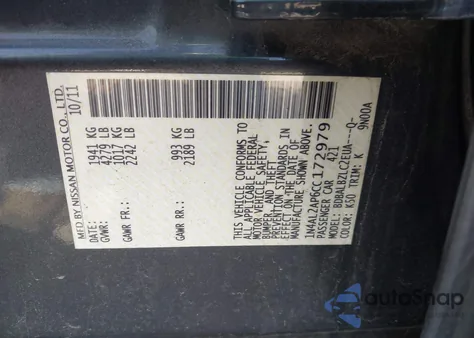 MFD BY NISSAN MOTOR CO., LTD.
DATE: 10/11
GVWR: 1941 KG
4279 LB
GAWR FR: 1017 KG
2242 LB
GAWR RR: 993 KG
2189 LB
THIS VEHICLE CONFORMS TO
ALL APPLICABLE FEDERAL
MOTOR VEHICLE SAFETY,
BUMPER, AND THEFT
PREVENTION STANDARDS IN
EFFECT ON THE DATE OF
MANUFACTURE SHOWN ABOVE.
1N4AL2AP6CC172979
PASSENGER CAR 421
MODEL: BDBALBZLC2EUA--Q-
COLOR: K50 TRIM: K 9N00A
autoSnap